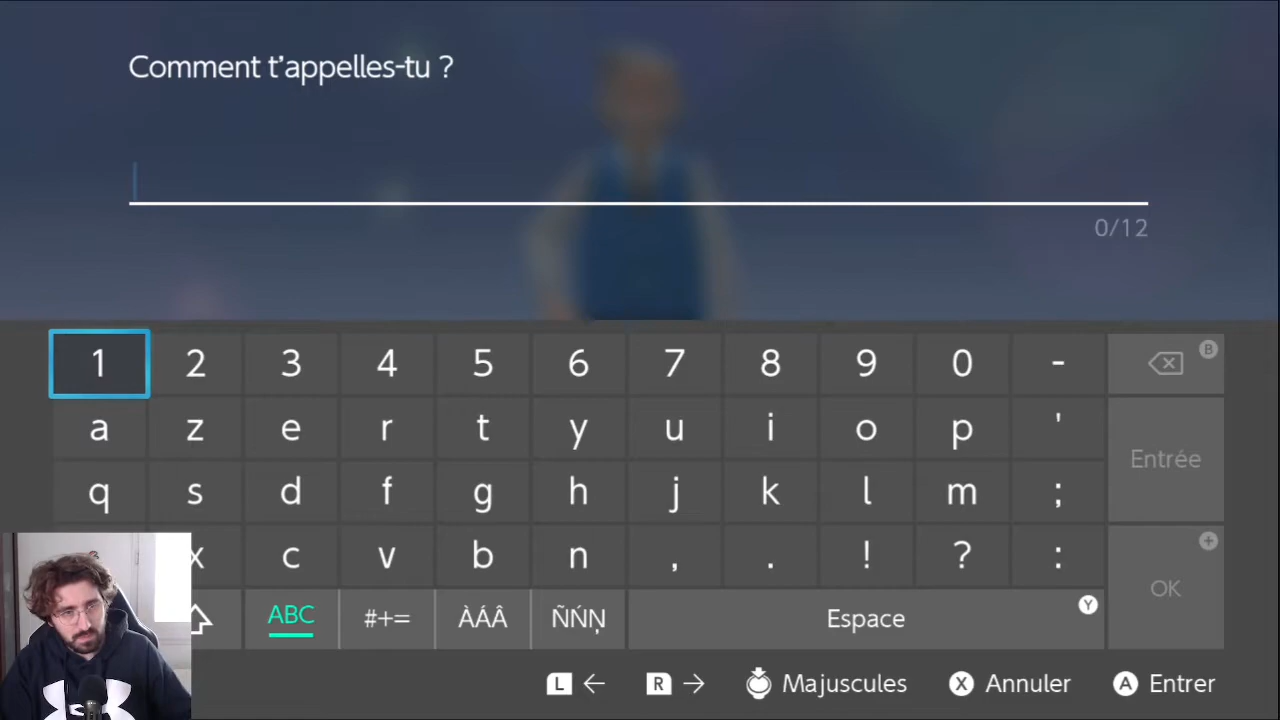 Comment t'appelles-tu ?
0/12
1 2 3 4 5 6 7 8 9 0 - B
a z e r t y u i o p '
Entrée
q s d f g h j k l m ;
x c v b n , . ! ? : +
OK
ABC #+= ÀÁÂ ÑŃŅ Espace Y
L ← R → Majuscules X Annuler A Entrer